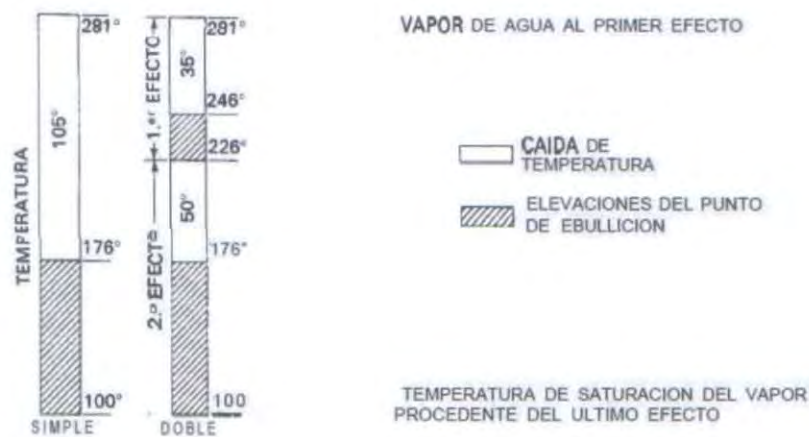 281°
281°
VAPOR DE AGUA AL PRIMER EFECTO
TEMPERATURA
105°
1.er EFECTO
35°
246°
226°
CAIDA DE
TEMPERATURA
2.º EFECTO
50°
ELEVACIONES DEL PUNTO
DE EBULLICION
176°
176°
100°
100
TEMPERATURA DE SATURACION DEL VAPOR
PROCEDENTE DEL ULTIMO EFECTO
SIMPLE
DOBLE